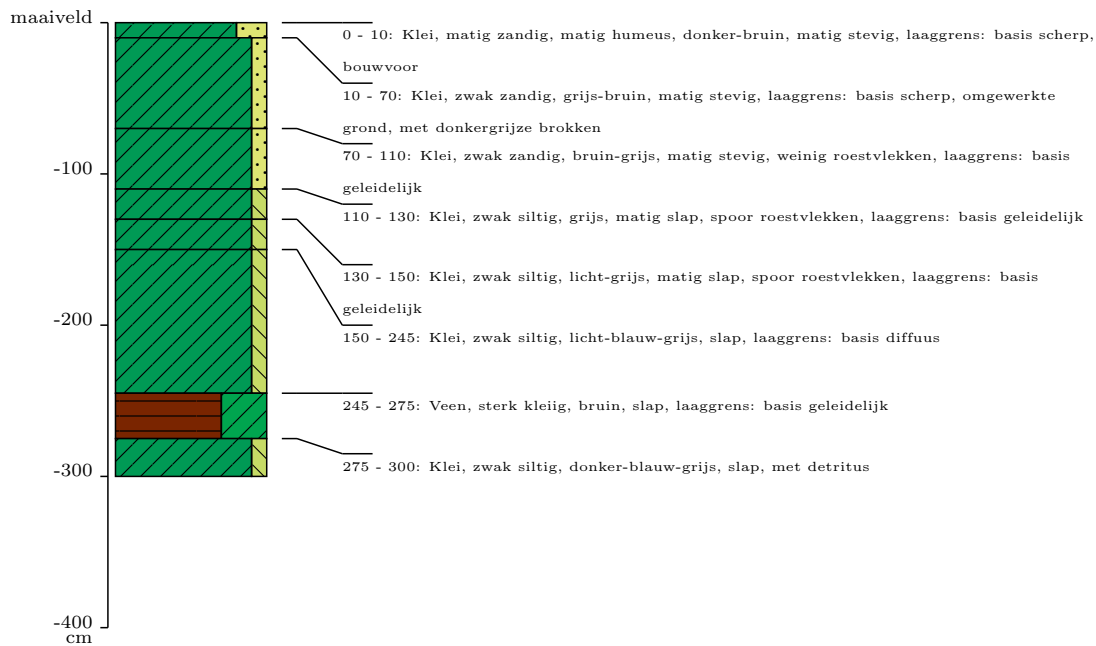 maaiveld
0 - 10: Klei, matig zandig, matig humeus, donker-bruin, matig stevig, laaggrens: basis scherp,
bouwvoor
10 - 70: Klei, zwak zandig, grijs-bruin, matig stevig, laaggrens: basis scherp, omgewerkte
grond, met donkergrijze brokken
70 - 110: Klei, zwak zandig, bruin-grijs, matig stevig, weinig roestvlekken, laaggrens: basis
geleidelijk
-100
110 - 130: Klei, zwak siltig, grijs, matig slap, spoor roestvlekken, laaggrens: basis geleidelijk
130 - 150: Klei, zwak siltig, licht-grijs, matig slap, spoor roestvlekken, laaggrens: basis
geleidelijk
-200
150 - 245: Klei, zwak siltig, licht-blauw-grijs, slap, laaggrens: basis diffuus
245 - 275: Veen, sterk kleiig, bruin, slap, laaggrens: basis geleidelijk
-300
275 - 300: Klei, zwak siltig, donker-blauw-grijs, slap, met detritus
-400
cm